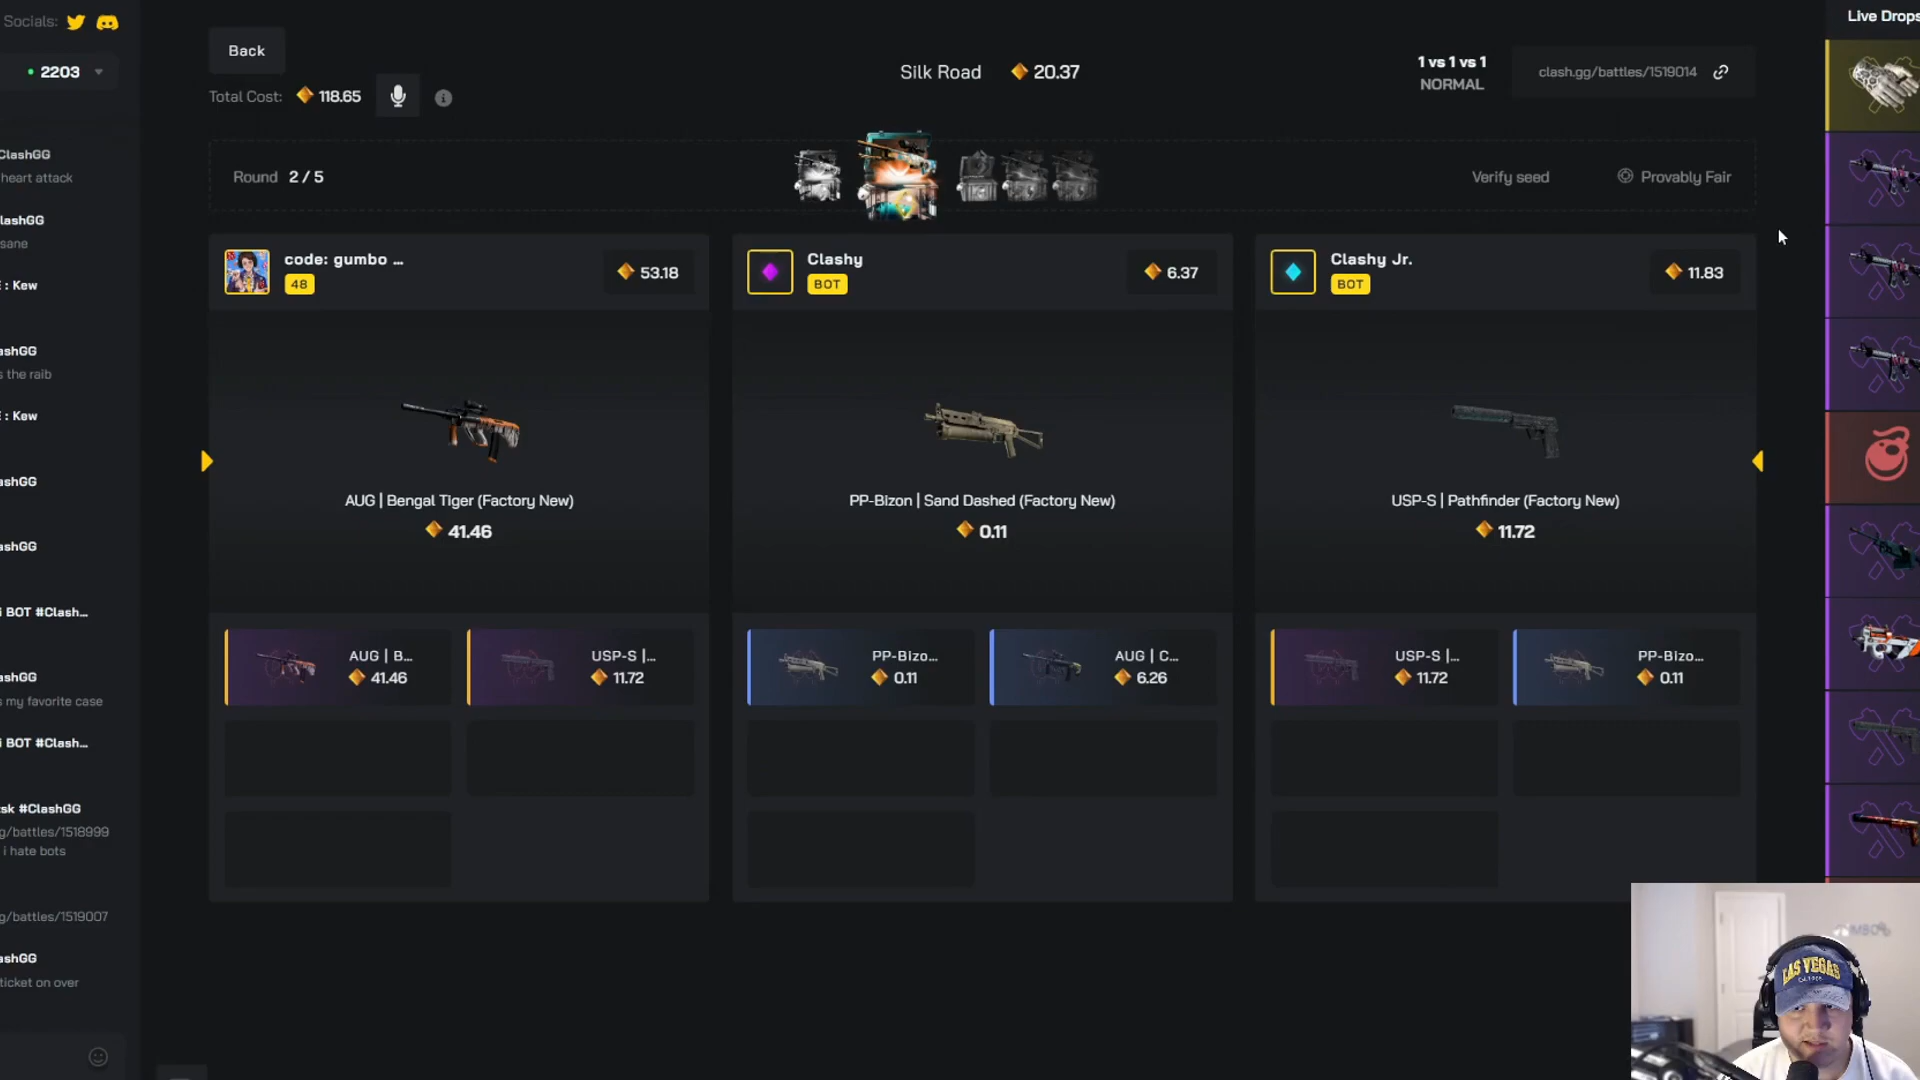 Socials:
2203
ClashGG
heart attack
lashGG
sane
E : Kew
ashGG
s the raib
E : Kew
ashGG
ashGG
i BOT #Clash...
ashGG
s my favorite case
i BOT #Clash...
tsk #ClashGG
g/battles/1518999
i hate bots
g/battles/1519007
ashGG
ticket on over
Back
Total Cost: 118.65
Silk Road 20.37
1 vs 1 vs 1
NORMAL
clash.gg/battles/1519014
Live Drops
Round 2 / 5
Verify seed
Provably Fair
code: gumbo ...
48
53.18
AUG | Bengal Tiger (Factory New)
41.46
AUG | B...
41.46
USP-S |...
11.72
Clashy
BOT
6.37
PP-Bizon | Sand Dashed (Factory New)
0.11
PP-Bizo...
0.11
AUG | C...
6.26
Clashy Jr.
BOT
11.83
USP-S | Pathfinder (Factory New)
11.72
USP-S |...
11.72
PP-Bizo...
0.11
LAS VEGAS